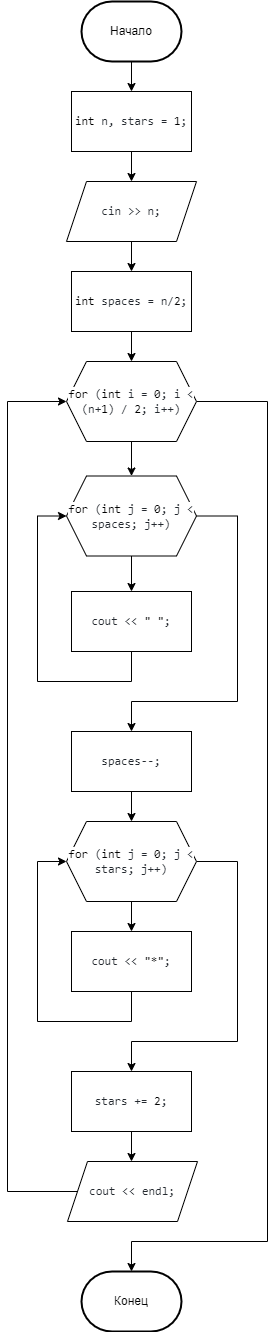 Начало
int n, stars = 1;
cin >> n;
int spaces = n/2;
for (int i = 0; i <
(n+1) / 2; i++)
for (int j = 0; j <
spaces; j++)
cout << " ";
spaces--;
for (int j = 0; j <
stars; j++)
cout << "*";
stars += 2;
cout << endl;
Конец